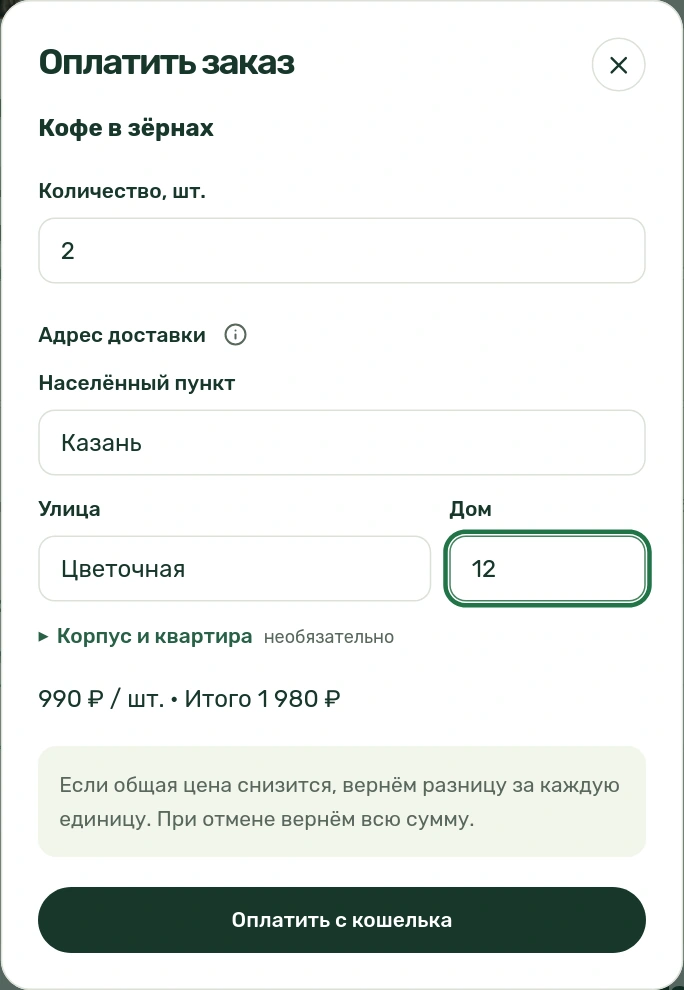 Оплатить заказ
Кофе в зёрнах
Количество, шт.
2
Адрес доставки
Населённый пункт
Казань
Улица
Дом
Цветочная
12
Корпус и квартира необязательно
990 ₽ / шт. • Итого 1 980 ₽
Если общая цена снизится, вернём разницу за каждую
единицу. При отмене вернём всю сумму.
Оплатить с кошелька